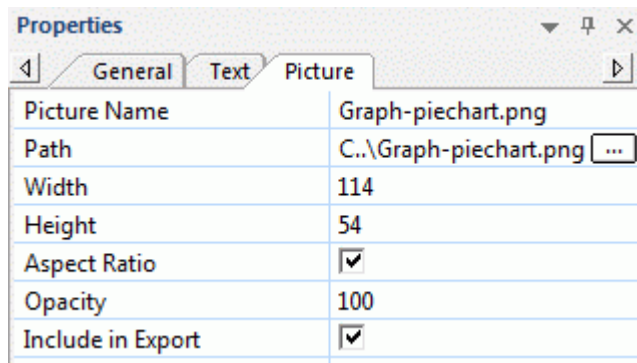 Properties
General Text Picture
Picture Name Graph-piechart.png
Path C..\Graph-piechart.png ...
Width 114
Height 54
Aspect Ratio
Opacity 100
Include in Export